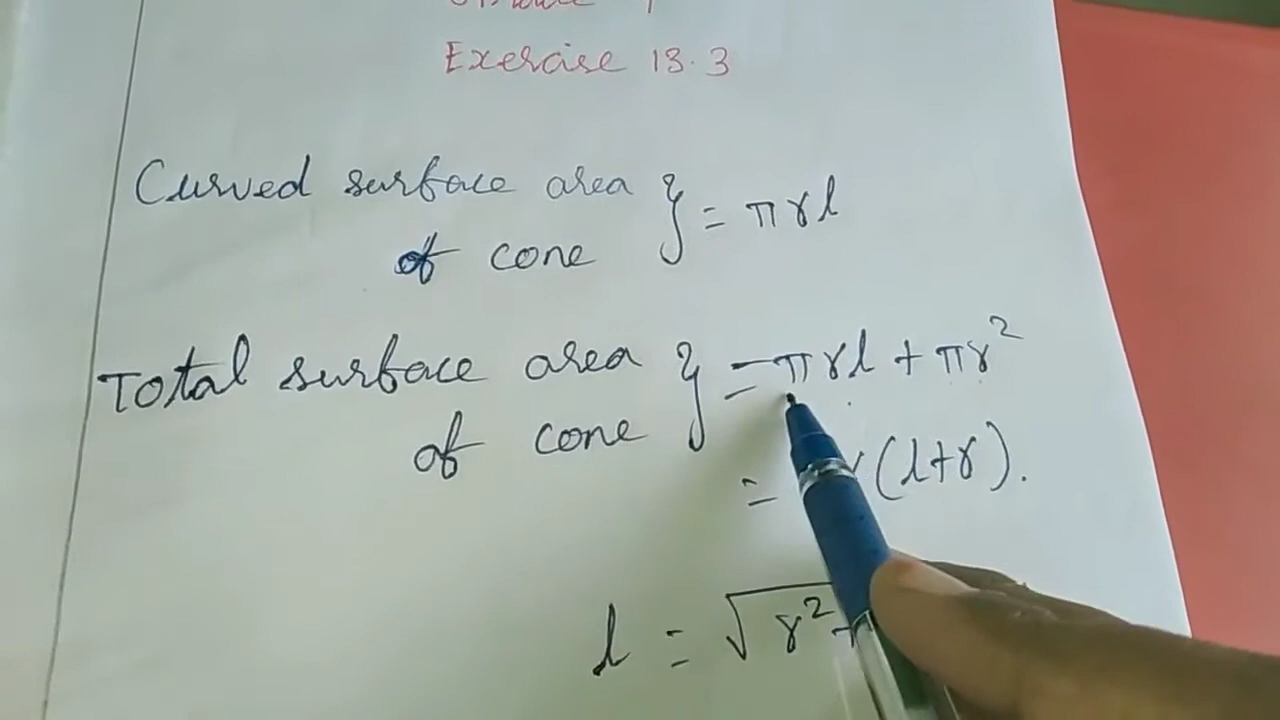 Exercise 13.3
Curved surface area } = πrl
of cone
Total surface area } = πrl + πr²
of cone
= (l+r).
l = √r²+